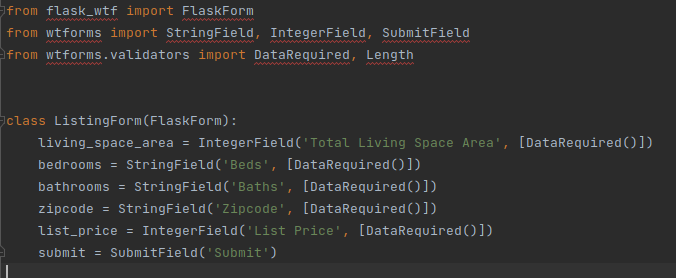 from flask_wtf import FlaskForm
from wtforms import StringField, IntegerField, SubmitField
from wtforms.validators import DataRequired, Length
class ListingForm(FlaskForm):
    living_space_area = IntegerField('Total Living Space Area', [DataRequired()])
    bedrooms = StringField('Beds', [DataRequired()])
    bathrooms = StringField('Baths', [DataRequired()])
    zipcode = StringField('Zipcode', [DataRequired()])
    list_price = IntegerField('List Price', [DataRequired()])
    submit = SubmitField('Submit')